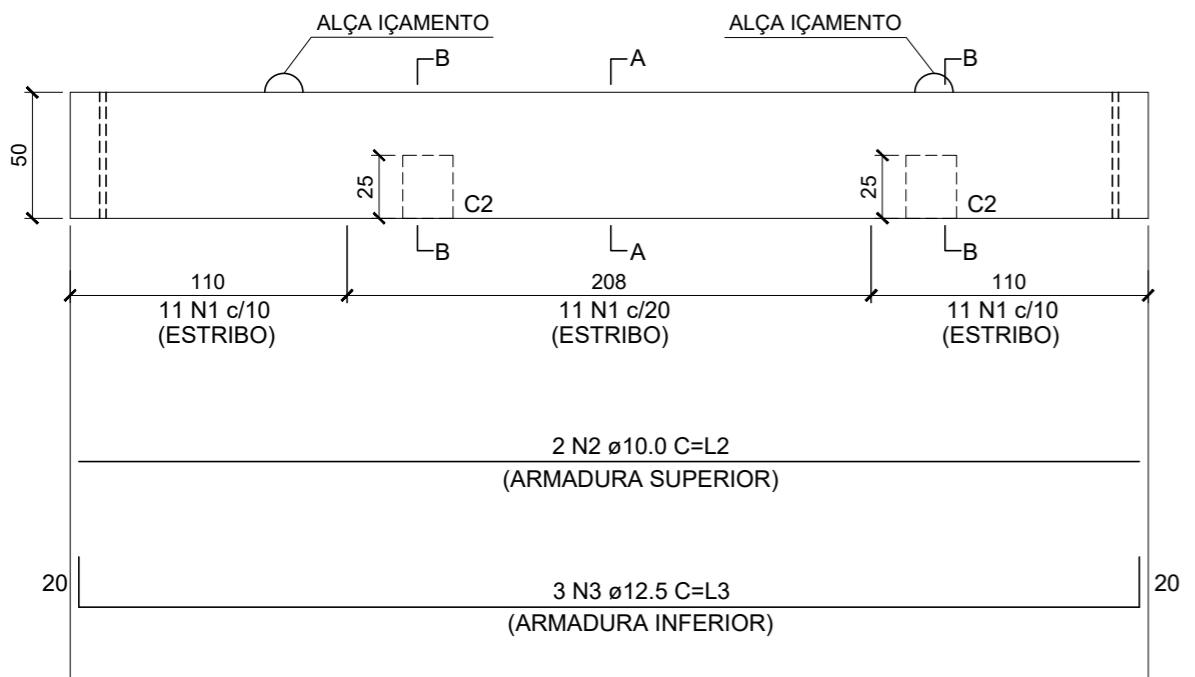 ALÇA IÇAMENTO
ALÇA IÇAMENTO
B
A
B
50
25
C2
25
C2
B
A
B
110
208
110
11 N1 c/10
(ESTRIBO)
11 N1 c/20
(ESTRIBO)
11 N1 c/10
(ESTRIBO)
2 N2 ø10.0 C=L2
(ARMADURA SUPERIOR)
20
3 N3 ø12.5 C=L3
20
(ARMADURA INFERIOR)